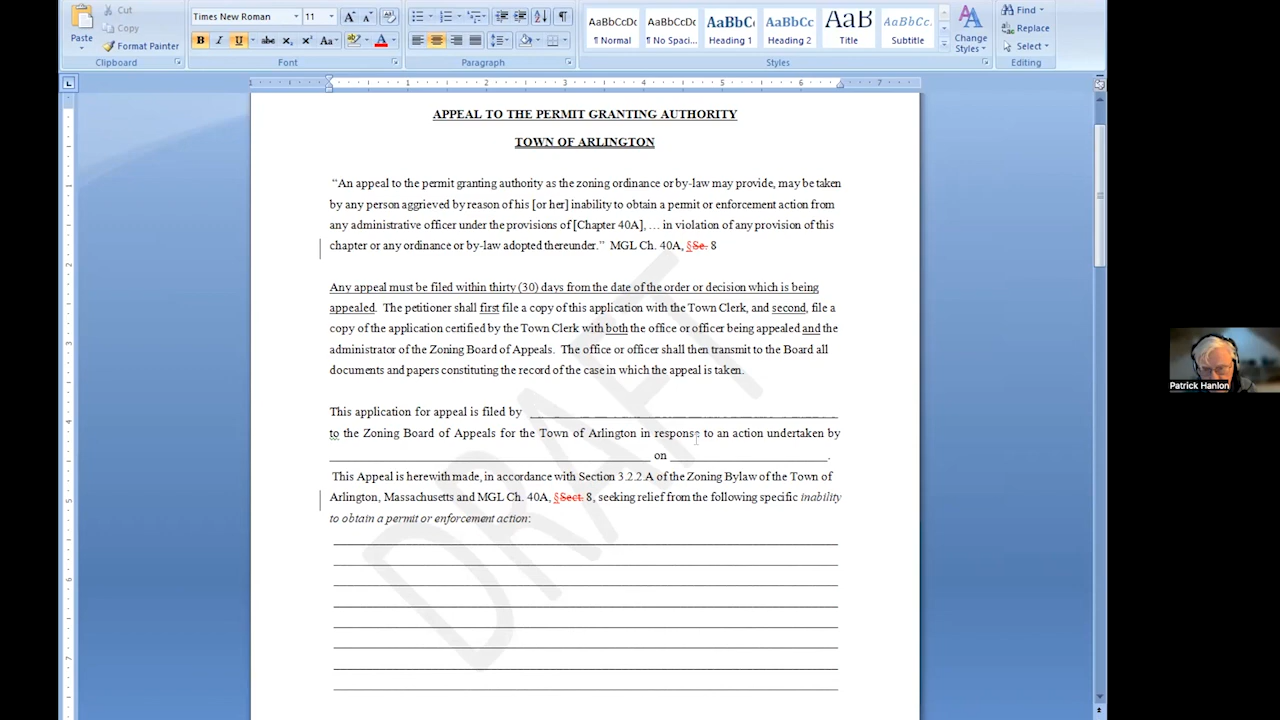 Cut
Times New Roman
11
AaBbCcDc
AaBbCcDc
AaBbCc
AaBbCc
AaB
AaBbCc.
Find
Copy
Replace
Paste
Format Painter
B I U abc x₂ x² Aa A
¶ Normal
¶ No Spaci...
Heading 1
Heading 2
Title
Subtitle
Change
Styles
Select
Clipboard
Font
Paragraph
Styles
Editing
1 1 2 3 4 5 6 7
APPEAL TO THE PERMIT GRANTING AUTHORITY
TOWN OF ARLINGTON
“An appeal to the permit granting authority as the zoning ordinance or by-law may provide, may be taken
by any person aggrieved by reason of his [or her] inability to obtain a permit or enforcement action from
any administrative officer under the provisions of [Chapter 40A], … in violation of any provision of this
chapter or any ordinance or by-law adopted thereunder.” MGL Ch. 40A, §Se. 8
Any appeal must be filed within thirty (30) days from the date of the order or decision which is being
appealed. The petitioner shall first file a copy of this application with the Town Clerk, and second, file a
copy of the application certified by the Town Clerk with both the office or officer being appealed and the
administrator of the Zoning Board of Appeals. The office or officer shall then transmit to the Board all
documents and papers constituting the record of the case in which the appeal is taken.
This application for appeal is filed by
to the Zoning Board of Appeals for the Town of Arlington in response to an action undertaken by
on .
This Appeal is herewith made, in accordance with Section 3.2.2.A of the Zoning Bylaw of the Town of
Arlington, Massachusetts and MGL Ch. 40A, §Sect. 8, seeking relief from the following specific inability
to obtain a permit or enforcement action:
DRAFT
Patrick Hanlon